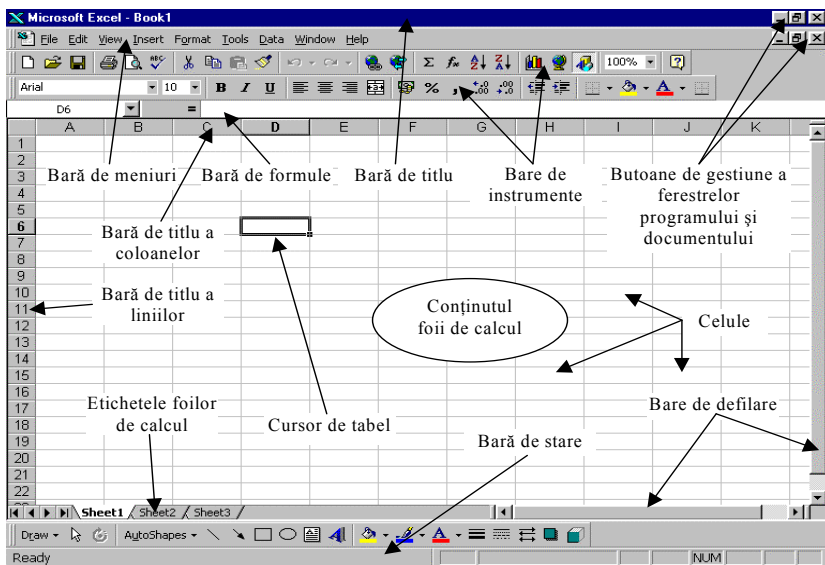 Microsoft Excel - Book1
File Edit View Insert Format Tools Data Window Help
100%
Arial 10 B I U
D6 =
A B C D E F G H I J K
1
2
3
4
5
6
7
8
9
10
11
12
13
14
15
16
17
18
19
20
21
22
Bară de meniuri
Bară de formule
Bară de titlu
Bare de
instrumente
Butoane de gestiune a
ferestrelor
programului şi
documentului
Bară de titlu a
coloanelor
Bară de titlu a
liniilor
Conţinutul
foii de calcul
Celule
Etichetele foilor
de calcul
Cursor de tabel
Bară de stare
Bare de defilare
Sheet1 Sheet2 Sheet3
Draw AutoShapes
Ready NUM